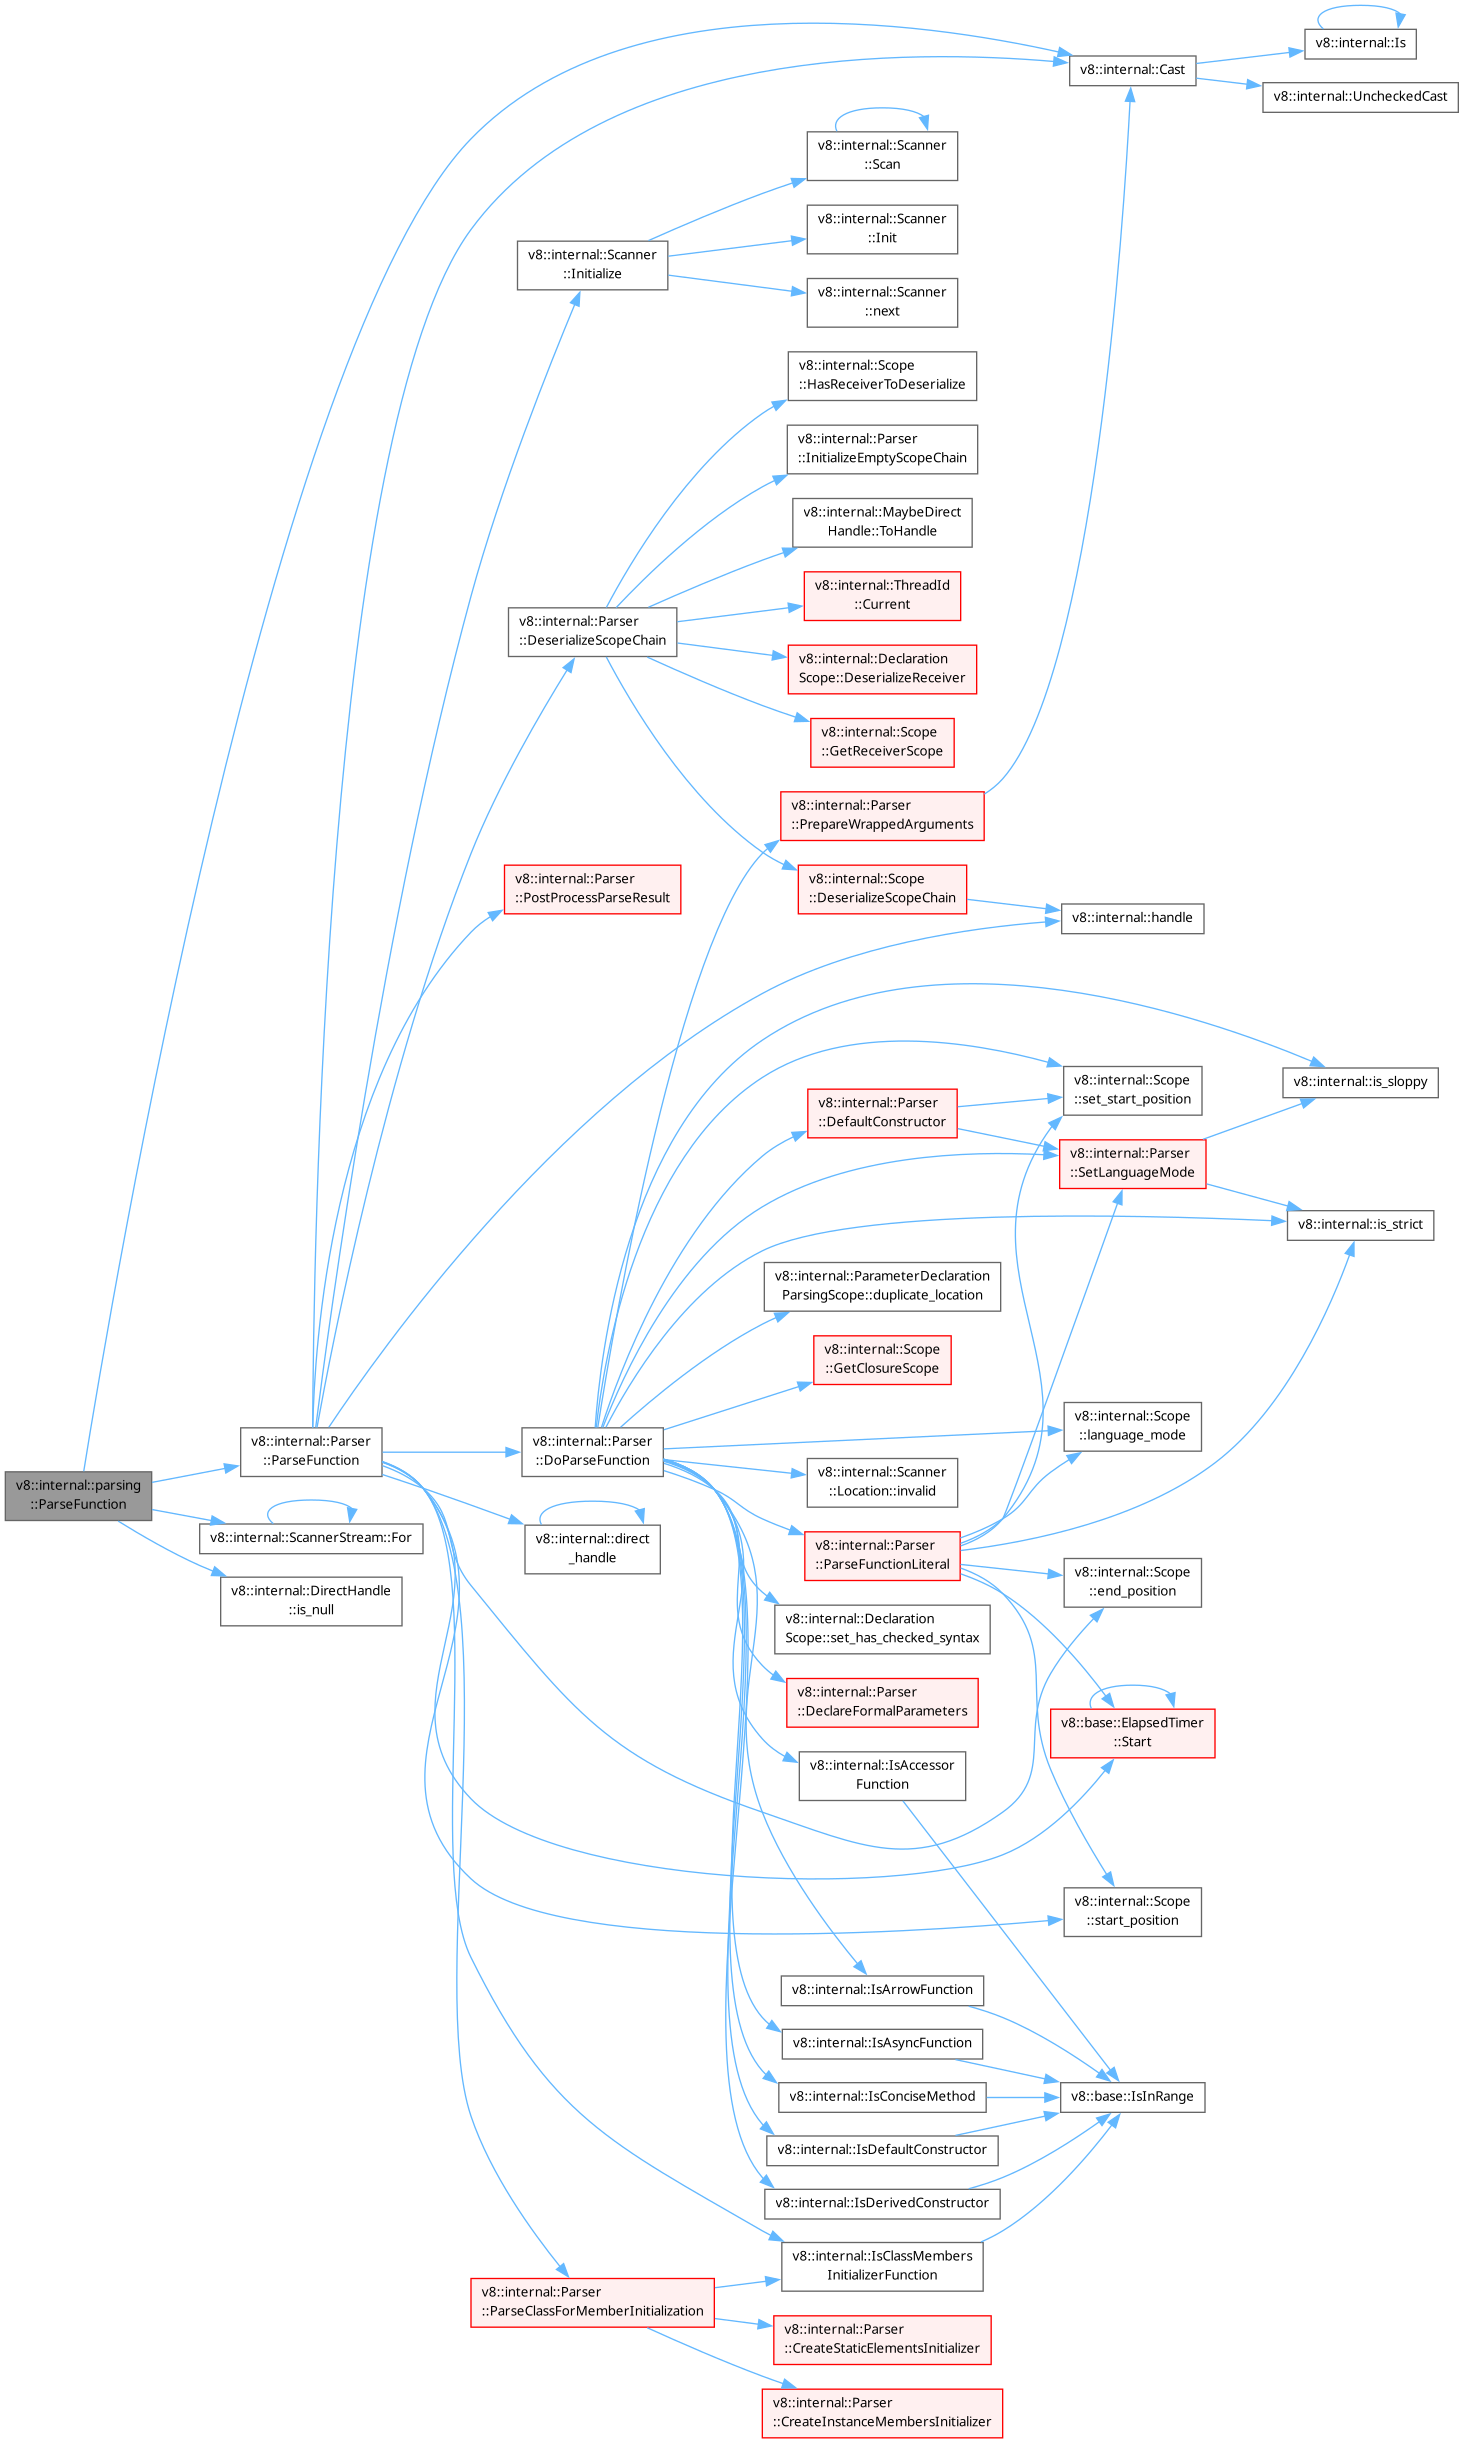 v8::internal::Is
v8::internal::Cast
v8::internal::UncheckedCast
v8::internal::Scanner
::Scan
v8::internal::Scanner
::Init
v8::internal::Scanner
::Initialize
v8::internal::Scanner
::next
v8::internal::Scope
::HasReceiverToDeserialize
v8::internal::Parser
::InitializeEmptyScopeChain
v8::internal::MaybeDirect
Handle::ToHandle
v8::internal::ThreadId
::Current
v8::internal::Parser
::DeserializeScopeChain
v8::internal::Declaration
Scope::DeserializeReceiver
v8::internal::Scope
::GetReceiverScope
v8::internal::Parser
::PrepareWrappedArguments
v8::internal::Parser
::PostProcessParseResult
v8::internal::Scope
::DeserializeScopeChain
v8::internal::handle
v8::internal::Scope
::set_start_position
v8::internal::is_sloppy
v8::internal::Parser
::DefaultConstructor
v8::internal::Parser
::SetLanguageMode
v8::internal::is_strict
v8::internal::ParameterDeclaration
ParsingScope::duplicate_location
v8::internal::Scope
::GetClosureScope
v8::internal::Scope
::language_mode
v8::internal::Parser
::ParseFunction
v8::internal::Parser
::DoParseFunction
v8::internal::Scanner
::Location::invalid
v8::internal::parsing
::ParseFunction
v8::internal::ScannerStream::For
v8::internal::direct
_handle
v8::internal::Parser
::ParseFunctionLiteral
v8::internal::DirectHandle
::is_null
v8::internal::Scope
::end_position
v8::internal::Declaration
Scope::set_has_checked_syntax
v8::internal::Parser
::DeclareFormalParameters
v8::base::ElapsedTimer
::Start
v8::internal::IsAccessor
Function
v8::internal::Scope
::start_position
v8::internal::IsArrowFunction
v8::internal::IsAsyncFunction
v8::internal::IsConciseMethod
v8::base::IsInRange
v8::internal::IsDefaultConstructor
v8::internal::IsDerivedConstructor
v8::internal::IsClassMembers
InitializerFunction
v8::internal::Parser
::ParseClassForMemberInitialization
v8::internal::Parser
::CreateStaticElementsInitializer
v8::internal::Parser
::CreateInstanceMembersInitializer